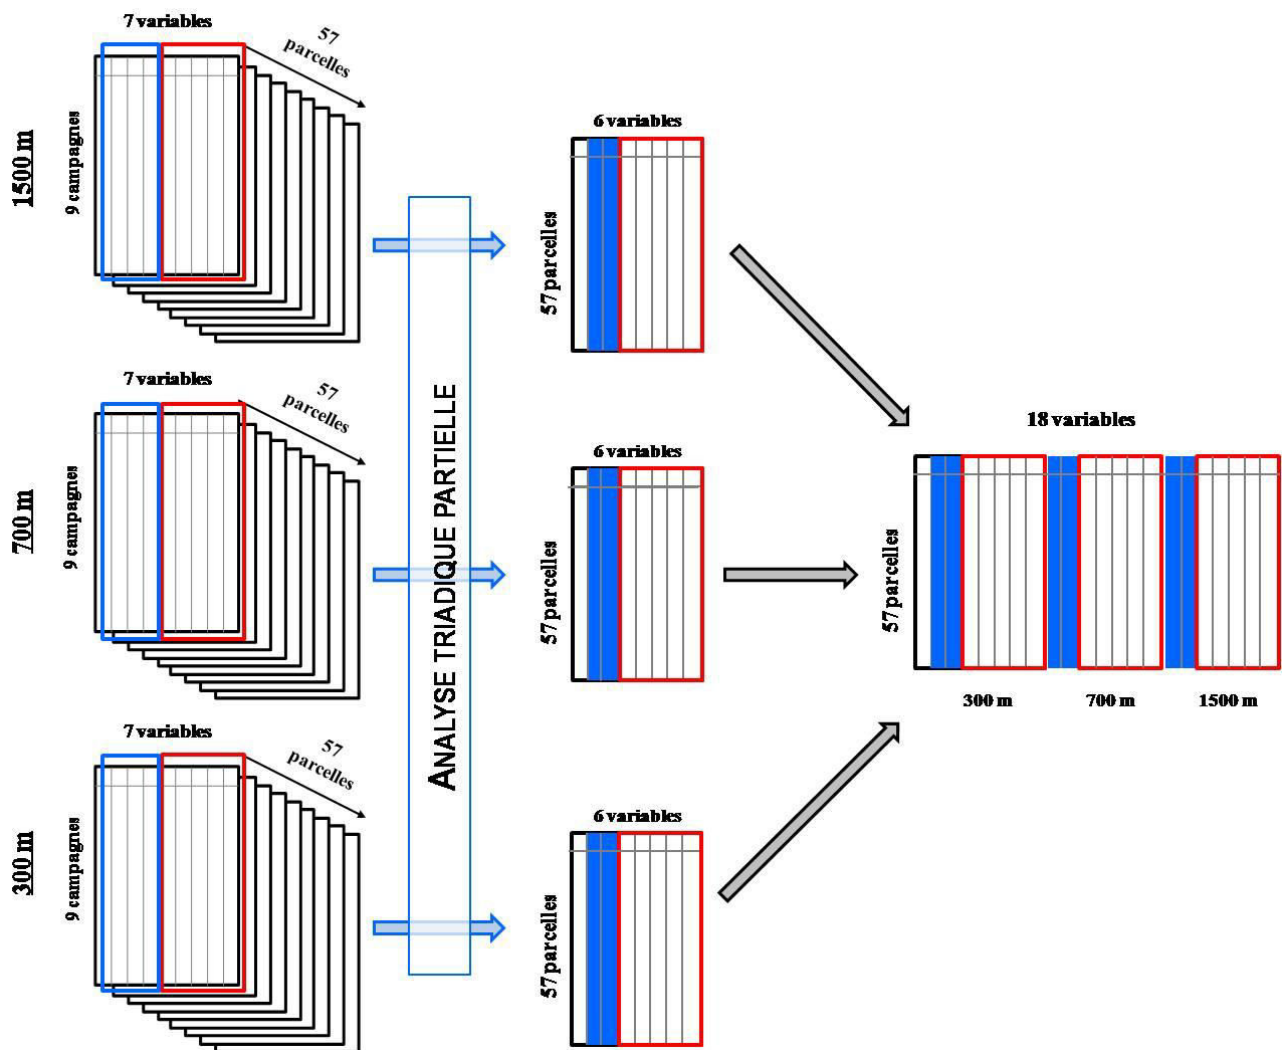 7 variables
57
parcelles
9 campagnes
1500 m
6 variables
57 parcelles
7 variables
57
parcelles
9 campagnes
700 m
ANALYSE TRIADIQUE PARTIELLE
6 variables
57 parcelles
18 variables
57 parcelles
300 m
700 m
1500 m
7 variables
57
parcelles
9 campagnes
300 m
6 variables
57 parcelles